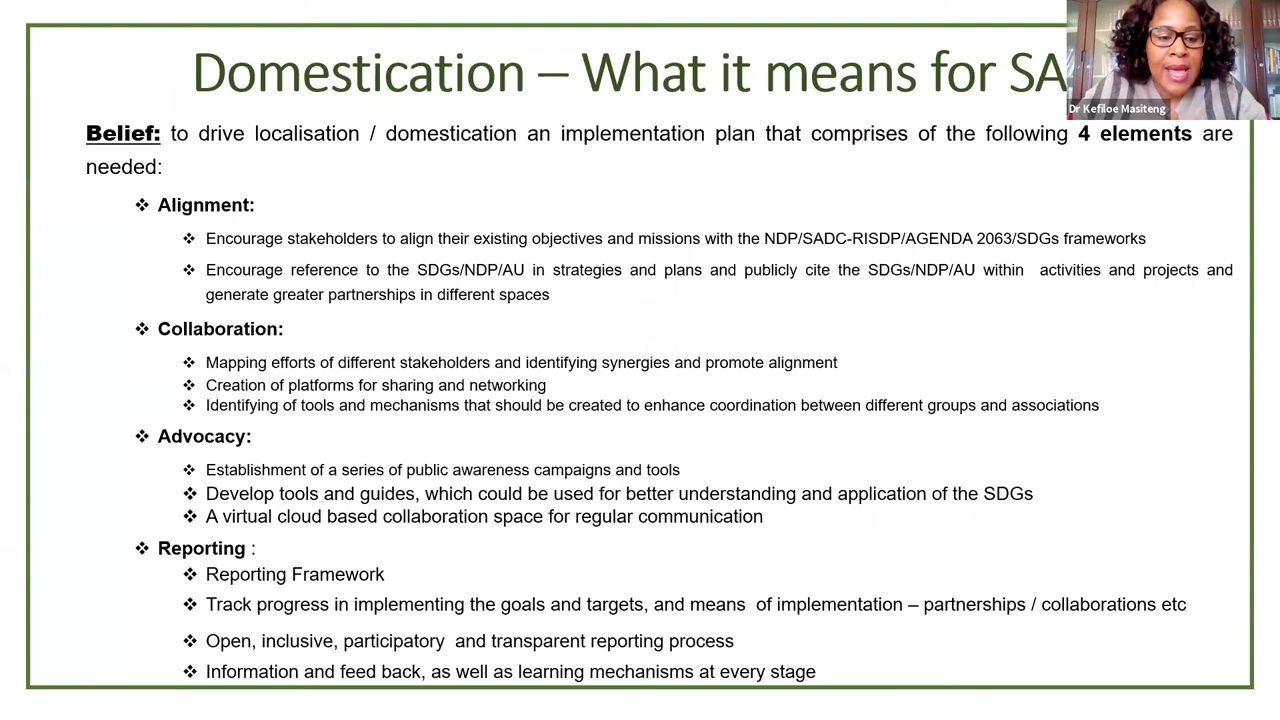 Domestication – What it means for SA
Dr Kefiloe Masiteng
Belief: to drive localisation / domestication an implementation plan that comprises of the following 4 elements are
needed:
❖ Alignment:
❖ Encourage stakeholders to align their existing objectives and missions with the NDP/SADC-RISDP/AGENDA 2063/SDGs frameworks
❖ Encourage reference to the SDGs/NDP/AU in strategies and plans and publicly cite the SDGs/NDP/AU within activities and projects and
generate greater partnerships in different spaces
❖ Collaboration:
❖ Mapping efforts of different stakeholders and identifying synergies and promote alignment
❖ Creation of platforms for sharing and networking
❖ Identifying of tools and mechanisms that should be created to enhance coordination between different groups and associations
❖ Advocacy:
❖ Establishment of a series of public awareness campaigns and tools
❖ Develop tools and guides, which could be used for better understanding and application of the SDGs
❖ A virtual cloud based collaboration space for regular communication
❖ Reporting :
❖ Reporting Framework
❖ Track progress in implementing the goals and targets, and means of implementation – partnerships / collaborations etc
❖ Open, inclusive, participatory and transparent reporting process
❖ Information and feed back, as well as learning mechanisms at every stage